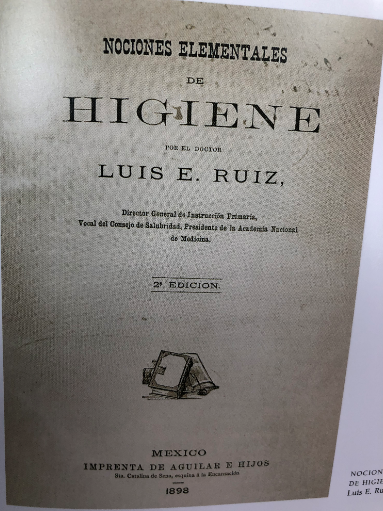 NOCIONES ELEMENTALES
DE
HIGIENE
POR EL DOCTOR
LUIS E. RUIZ,
Director General de Instrucción Primaria,
Vocal del Consejo de Salubridad, Presidente de la Academia Nacional
de Medicina.
2ª EDICION.
MEXICO
IMPRENTA DE AGUILAR E HIJOS
Sta. Catalina de Sena, esquina á la Encarnación
1898
NOCION
DE HIGIE
Luis E. Ru